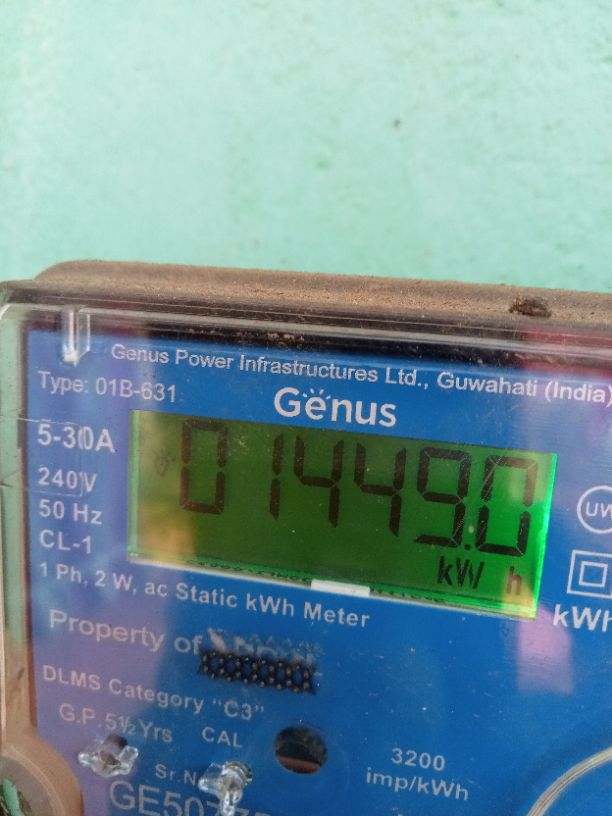 Genus Power Infrastructures Ltd., Guwahati (India)
Type: 01B-631
Genus
5-30A
240V
50 Hz
CL-1
01449.0
kW h
UW
kWh
1 Ph, 2 W, ac Static kWh Meter
Property of
DLMS Category "C3"
G.P. 5½ Yrs
CAL
3200
imp/kWh
Sr.N